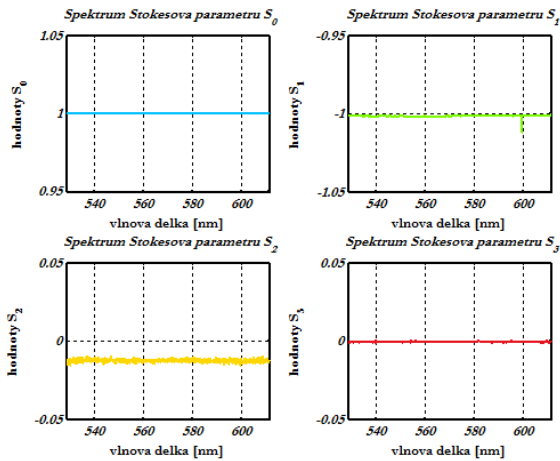 Spektrum Stokesova parametru S0
1.05
1
0.95
hodnoty S0
540 560 580 600
vlnova delka [nm]
Spektrum Stokesova parametru S1
-0.95
-1
-1.05
hodnoty S1
540 560 580 600
vlnova delka [nm]
Spektrum Stokesova parametru S2
0.05
0
-0.05
hodnoty S2
540 560 580 600
vlnova delka [nm]
Spektrum Stokesova parametru S3
0.05
0
-0.05
hodnoty S3
540 560 580 600
vlnova delka [nm]